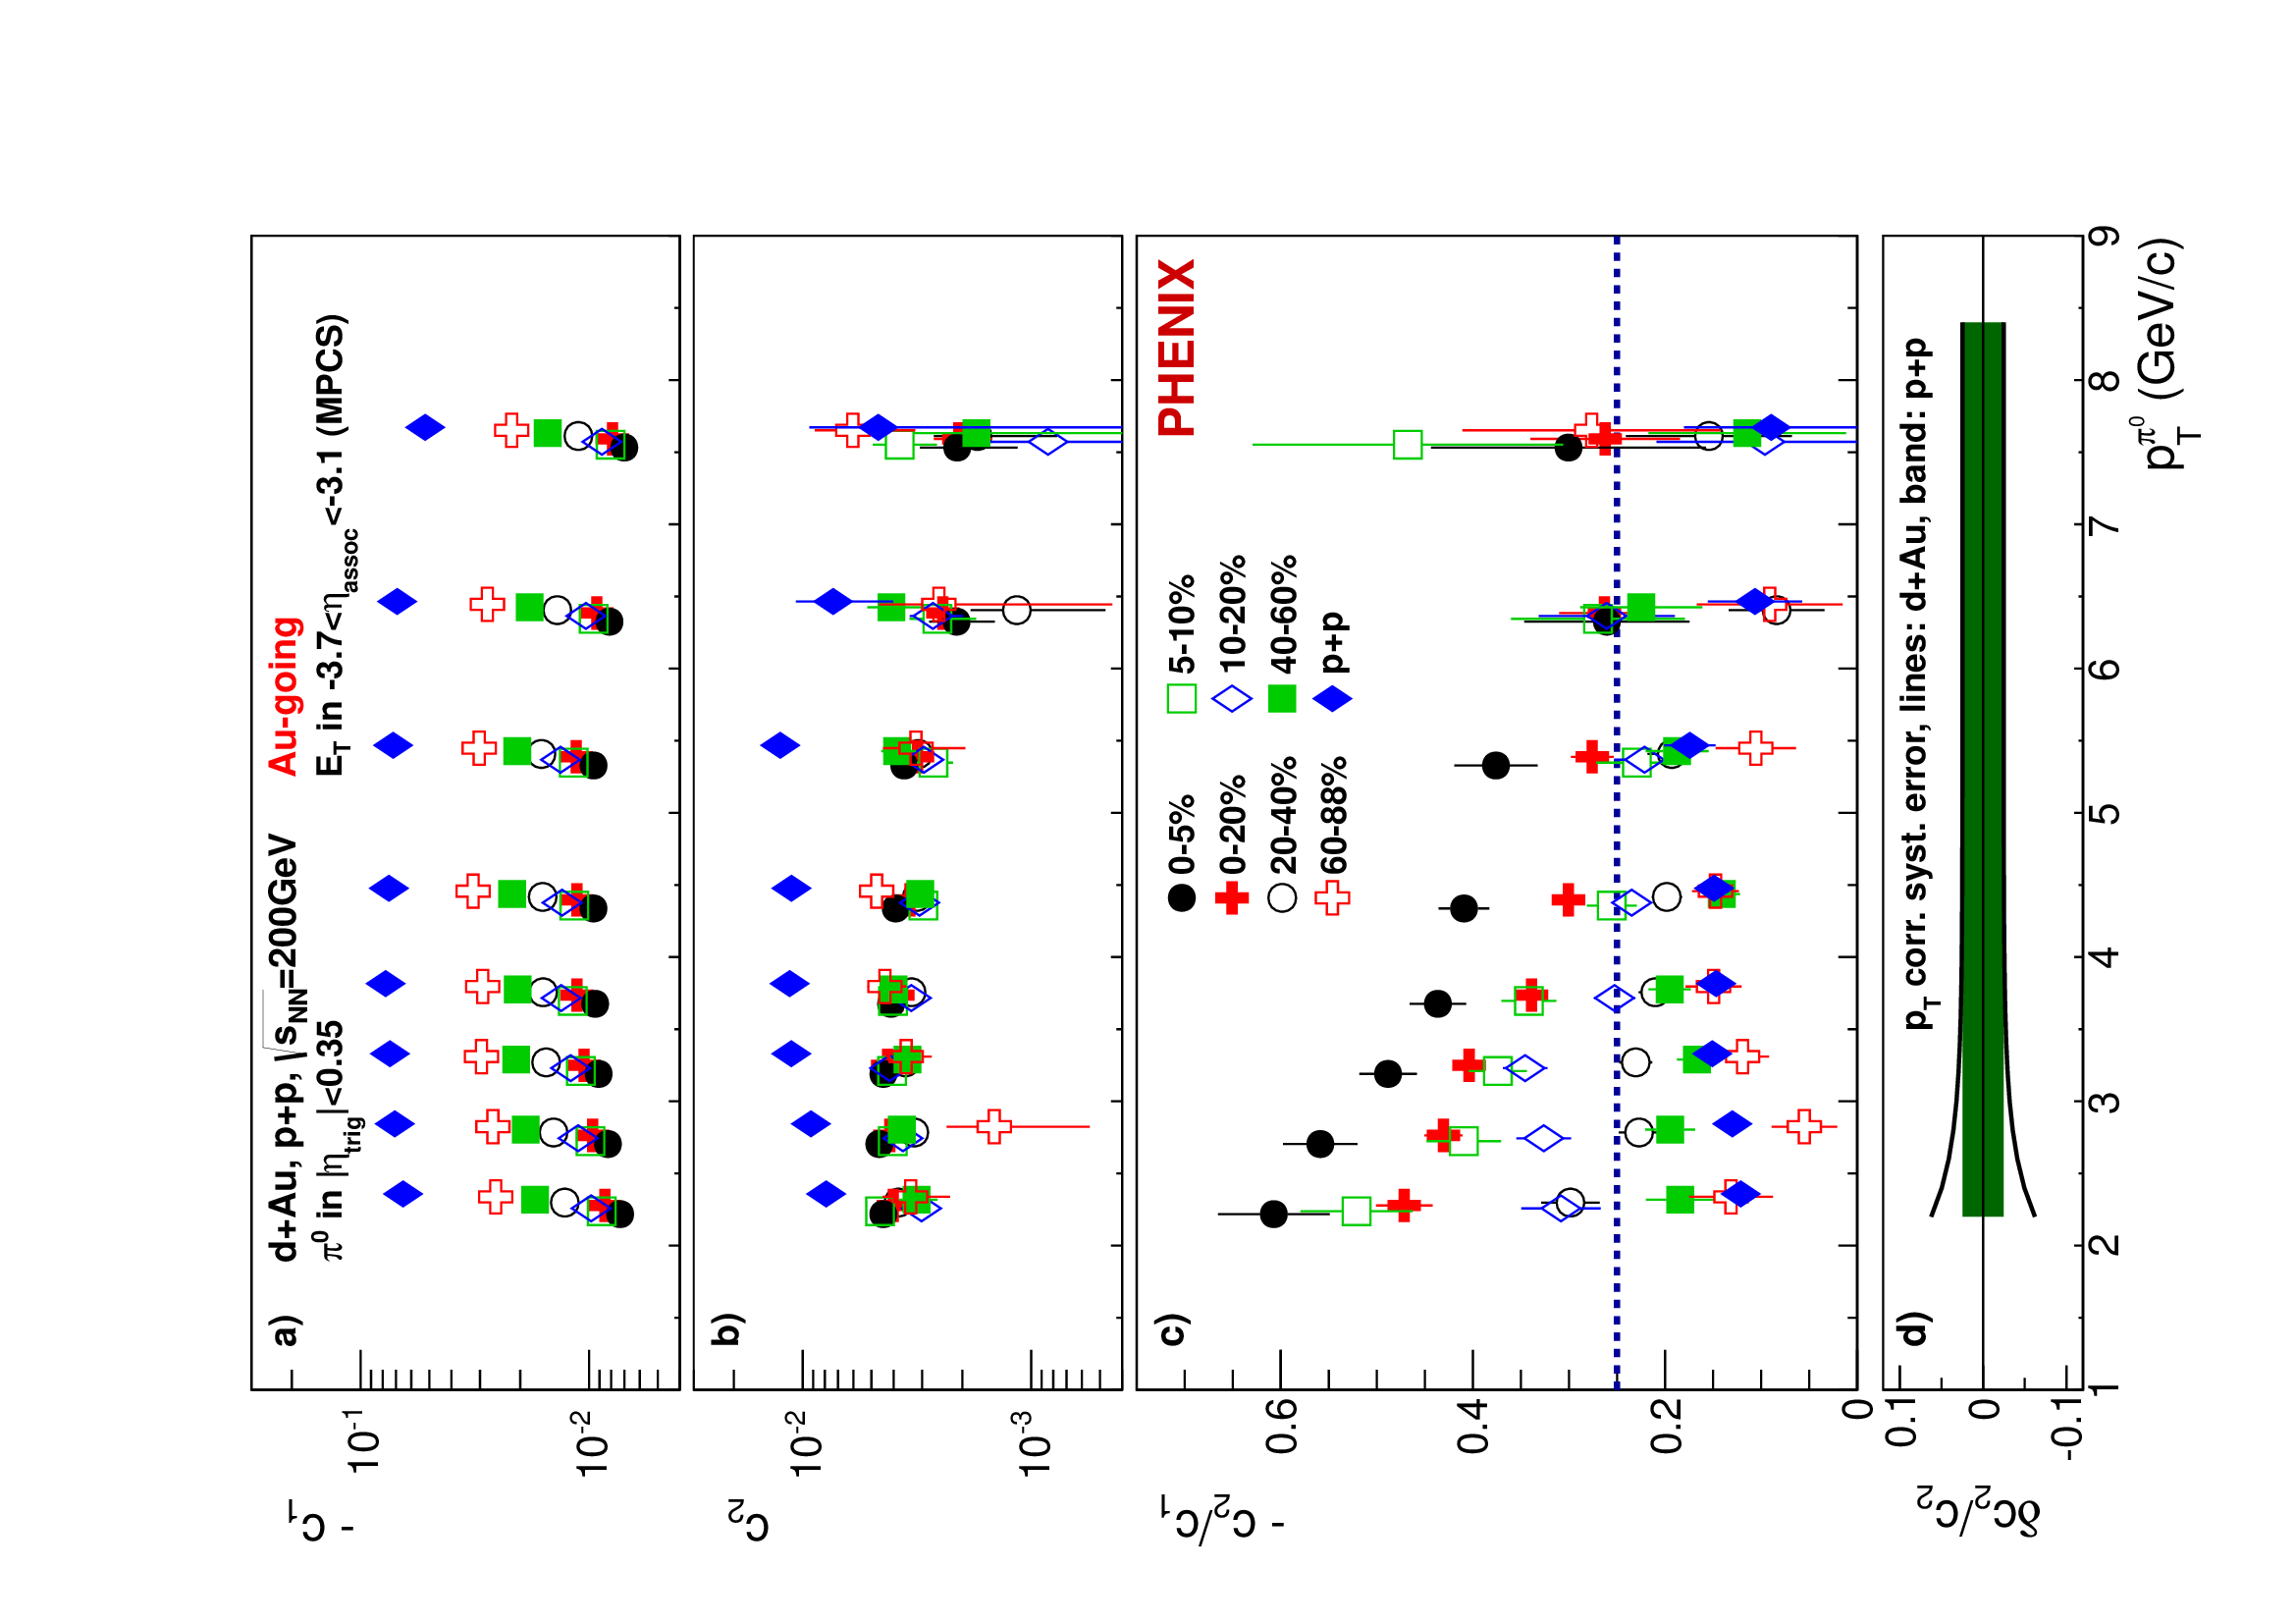 a)
d+Au, p+p, √sNN=200GeV
Au-going
π0 in |ηtrig|<0.35
ET in -3.7<ηassoc<-3.1 (MPCS)
10-1
10-2
- c1
b)
10-2
10-3
c2
c)
PHENIX
0-5%
5-10%
0-20%
10-20%
20-40%
40-60%
60-88%
p+p
0.6
0.4
0.2
0
- c2/c1
d)
pT corr. syst. error, lines: d+Au, band: p+p
0.1
0
-0.1
δc2/c2
1 2 3 4 5 6 7 8 9
pTπ0 (GeV/c)